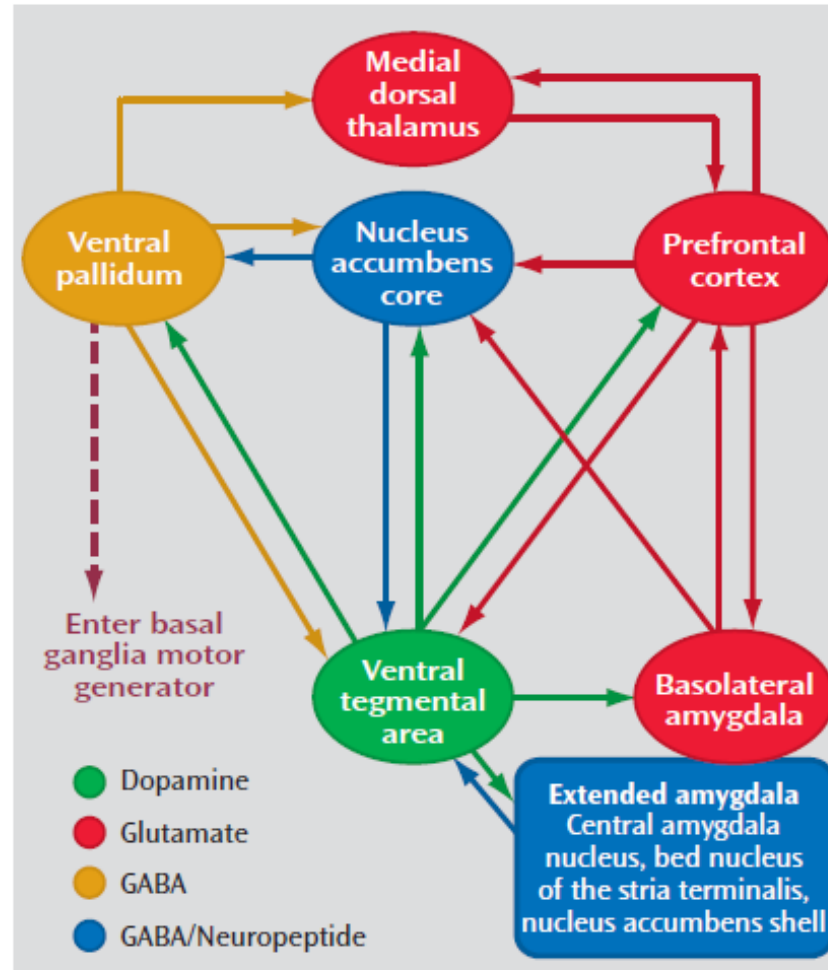 Medial
dorsal
thalamus
Ventral
pallidum
Nucleus
accumbens
core
Prefrontal
cortex
Enter basal
ganglia motor
generator
Ventral
tegmental
area
Basolateral
amygdala
Extended amygdala
Central amygdala
nucleus, bed nucleus
of the stria terminalis,
nucleus accumbens shell
Dopamine
Glutamate
GABA
GABA/Neuropeptide